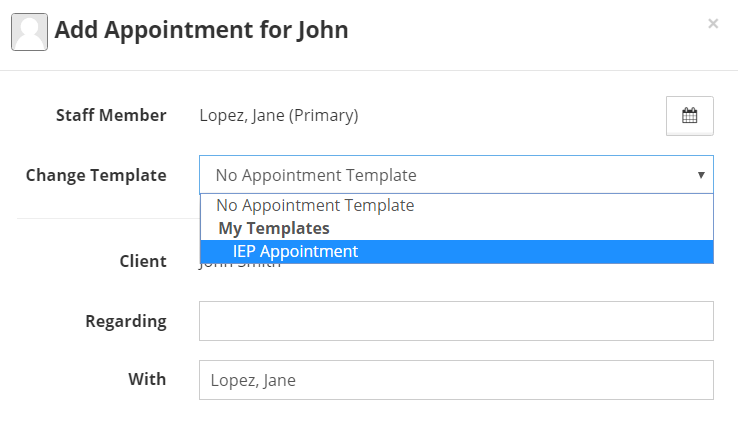 Add Appointment for John
×
Staff Member Lopez, Jane (Primary)
Change Template No Appointment Template
No Appointment Template
My Templates
IEP Appointment
Client John Smith
Regarding
With Lopez, Jane